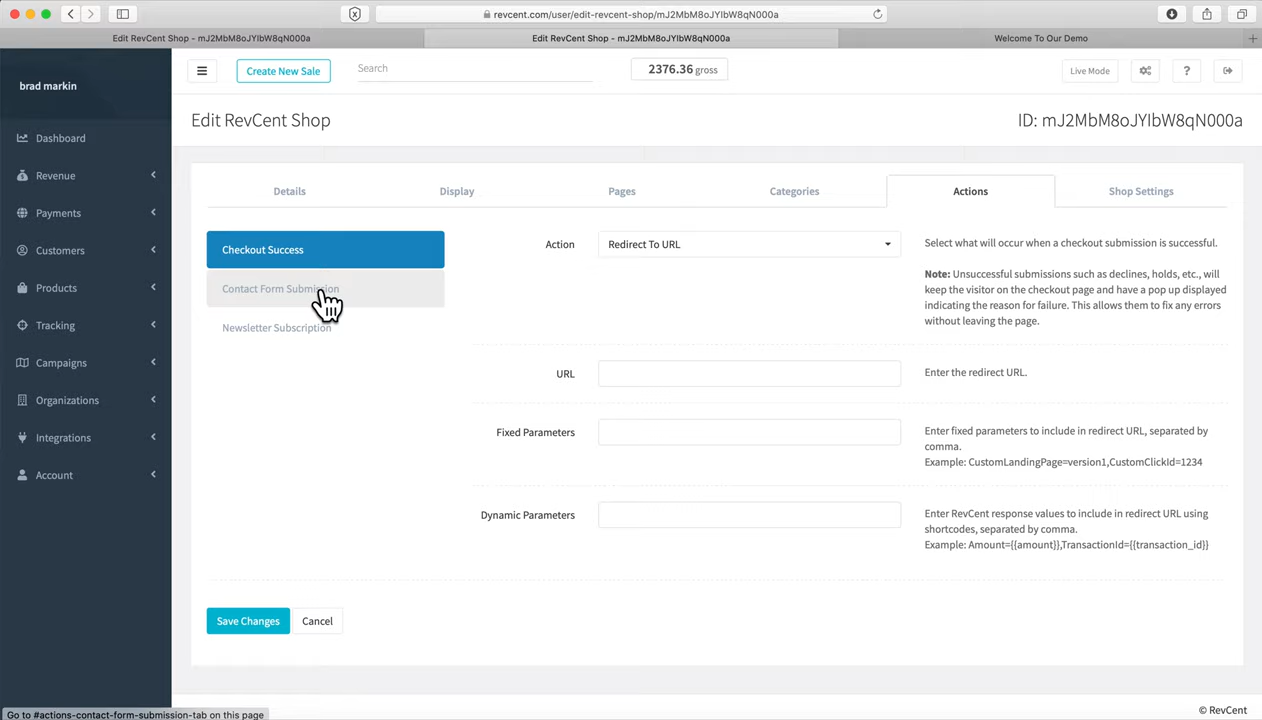 revcent.com/user/edit-revcent-shop/mJ2MbM8oJYIbW8qN000a
Edit RevCent Shop - mJ2MbM8oJYIbW8qN000a
Edit RevCent Shop - mJ2MbM8oJYIbW8qN000a
Welcome To Our Demo
brad markin
Create New Sale
Search
2376.36 gross
Live Mode
?
Dashboard
Revenue
Payments
Customers
Products
Tracking
Campaigns
Organizations
Integrations
Account
Edit RevCent Shop
ID: mJ2MbM8oJYIbW8qN000a
Details
Display
Pages
Categories
Actions
Shop Settings
Checkout Success
Contact Form Submission
Newsletter Subscription
Action
Redirect To URL
Select what will occur when a checkout submission is successful.
Note: Unsuccessful submissions such as declines, holds, etc., will
keep the visitor on the checkout page and have a pop up displayed
indicating the reason for failure. This allows them to fix any errors
without leaving the page.
URL
Enter the redirect URL.
Fixed Parameters
Enter fixed parameters to include in redirect URL, separated by
comma.
Example: CustomLandingPage=version1,CustomClickId=1234
Dynamic Parameters
Enter RevCent response values to include in redirect URL using
shortcodes, separated by comma.
Example: Amount={{amount}},TransactionId={{transaction_id}}
Save Changes
Cancel
Go to #actions-contact-form-submission-tab on this page
© RevCent